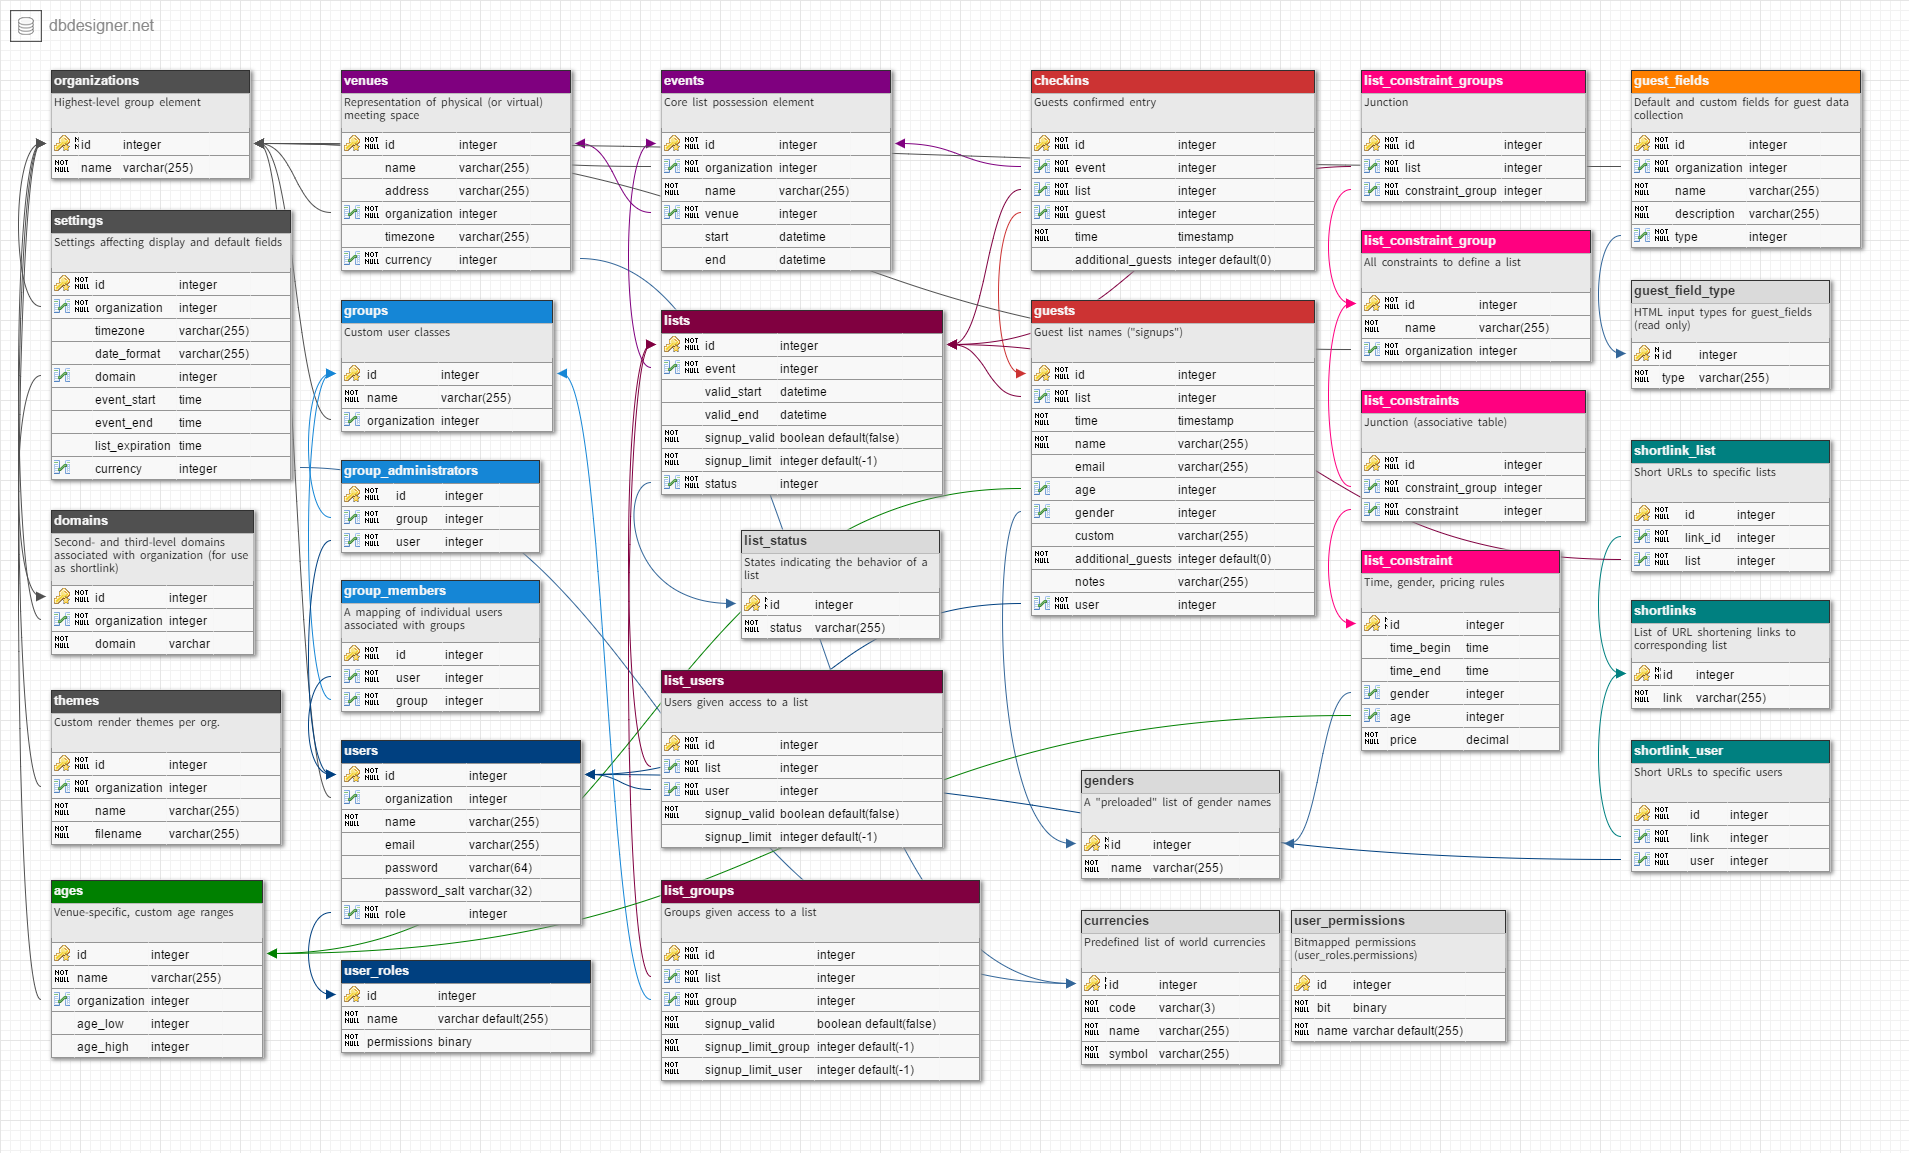 dbdesigner.net
organizations
Highest-level group element
NOT NULL id integer
NOT NULL name varchar(255)
settings
Settings affecting display and default fields
NOT NULL id integer
NOT NULL organization integer
timezone varchar(255)
date_format varchar(255)
domain integer
event_start time
event_end time
list_expiration time
currency integer
domains
Second- and third-level domains
associated with organization (for use
as shortlink)
NOT NULL id integer
NOT NULL organization integer
NOT NULL domain varchar
themes
Custom render themes per org.
NOT NULL id integer
NOT NULL organization integer
NOT NULL name varchar(255)
NOT NULL filename varchar(255)
ages
Venue-specific, custom age ranges
id integer
NOT NULL name varchar(255)
NOT NULL organization integer
age_low integer
age_high integer
venues
Representation of physical (or virtual)
meeting space
NOT NULL id integer
name varchar(255)
address varchar(255)
NOT NULL organization integer
timezone varchar(255)
NOT NULL currency integer
groups
Custom user classes
id integer
NOT NULL name varchar(255)
NOT NULL organization integer
group_administrators
NOT NULL id integer
NOT NULL group integer
NOT NULL user integer
group_members
A mapping of individual users
associated with groups
NOT NULL id integer
NOT NULL user integer
NOT NULL group integer
users
NOT NULL id integer
organization integer
NOT NULL name varchar(255)
email varchar(255)
password varchar(64)
password_salt varchar(32)
NOT NULL role integer
user_roles
id integer
NOT NULL name varchar default(255)
NOT NULL permissions binary
events
Core list possession element
NOT NULL id integer
NOT NULL organization integer
NOT NULL name varchar(255)
NOT NULL venue integer
start datetime
end datetime
lists
NOT NULL id integer
NOT NULL event integer
valid_start datetime
valid_end datetime
NOT NULL signup_valid boolean default(false)
NOT NULL signup_limit integer default(-1)
NOT NULL status integer
list_status
States indicating the behavior of a
list
id integer
NOT NULL status varchar(255)
list_users
Users given access to a list
NOT NULL id integer
NOT NULL list integer
NOT NULL user integer
NOT NULL signup_valid boolean default(false)
signup_limit integer default(-1)
list_groups
Groups given access to a list
NOT NULL id integer
NOT NULL list integer
NOT NULL group integer
NOT NULL signup_valid boolean default(false)
NOT NULL signup_limit_group integer default(-1)
NOT NULL signup_limit_user integer default(-1)
checkins
Guests confirmed entry
NOT NULL id integer
NOT NULL event integer
NOT NULL list integer
NOT NULL guest integer
NOT NULL time timestamp
additional_guests integer default(0)
guests
Guest list names ("signups")
NOT NULL id integer
NOT NULL list integer
NOT NULL time timestamp
NOT NULL name varchar(255)
email varchar(255)
age integer
gender integer
custom varchar(255)
NOT NULL additional_guests integer default(0)
notes varchar(255)
NOT NULL user integer
genders
A "preloaded" list of gender names
id integer
NOT NULL name varchar(255)
currencies
Predefined list of world currencies
id integer
NOT NULL code varchar(3)
NOT NULL name varchar(255)
NOT NULL symbol varchar(255)
user_permissions
Bitmapped permissions
(user_roles.permissions)
id integer
NOT NULL bit binary
NOT NULL name varchar default(255)
list_constraint_groups
Junction
NOT NULL id integer
NOT NULL list integer
NOT NULL constraint_group integer
list_constraint_group
All constraints to define a list
NOT NULL id integer
name varchar(255)
NOT NULL organization integer
list_constraints
Junction (associative table)
NOT NULL id integer
NOT NULL constraint_group integer
NOT NULL constraint integer
list_constraint
Time, gender, pricing rules
id integer
time_begin time
time_end time
gender integer
age integer
NOT NULL price decimal
guest_fields
Default and custom fields for guest data
collection
NOT NULL id integer
NOT NULL organization integer
NOT NULL name varchar(255)
NOT NULL description varchar(255)
NOT NULL type integer
guest_field_type
HTML input types for guest_fields
(read only)
id integer
NOT NULL type varchar(255)
shortlink_list
Short URLs to specific lists
NOT NULL id integer
NOT NULL link_id integer
NOT NULL list integer
shortlinks
List of URL shortening links to
corresponding list
id integer
NOT NULL link varchar(255)
shortlink_user
Short URLs to specific users
NOT NULL id integer
NOT NULL link integer
NOT NULL user integer